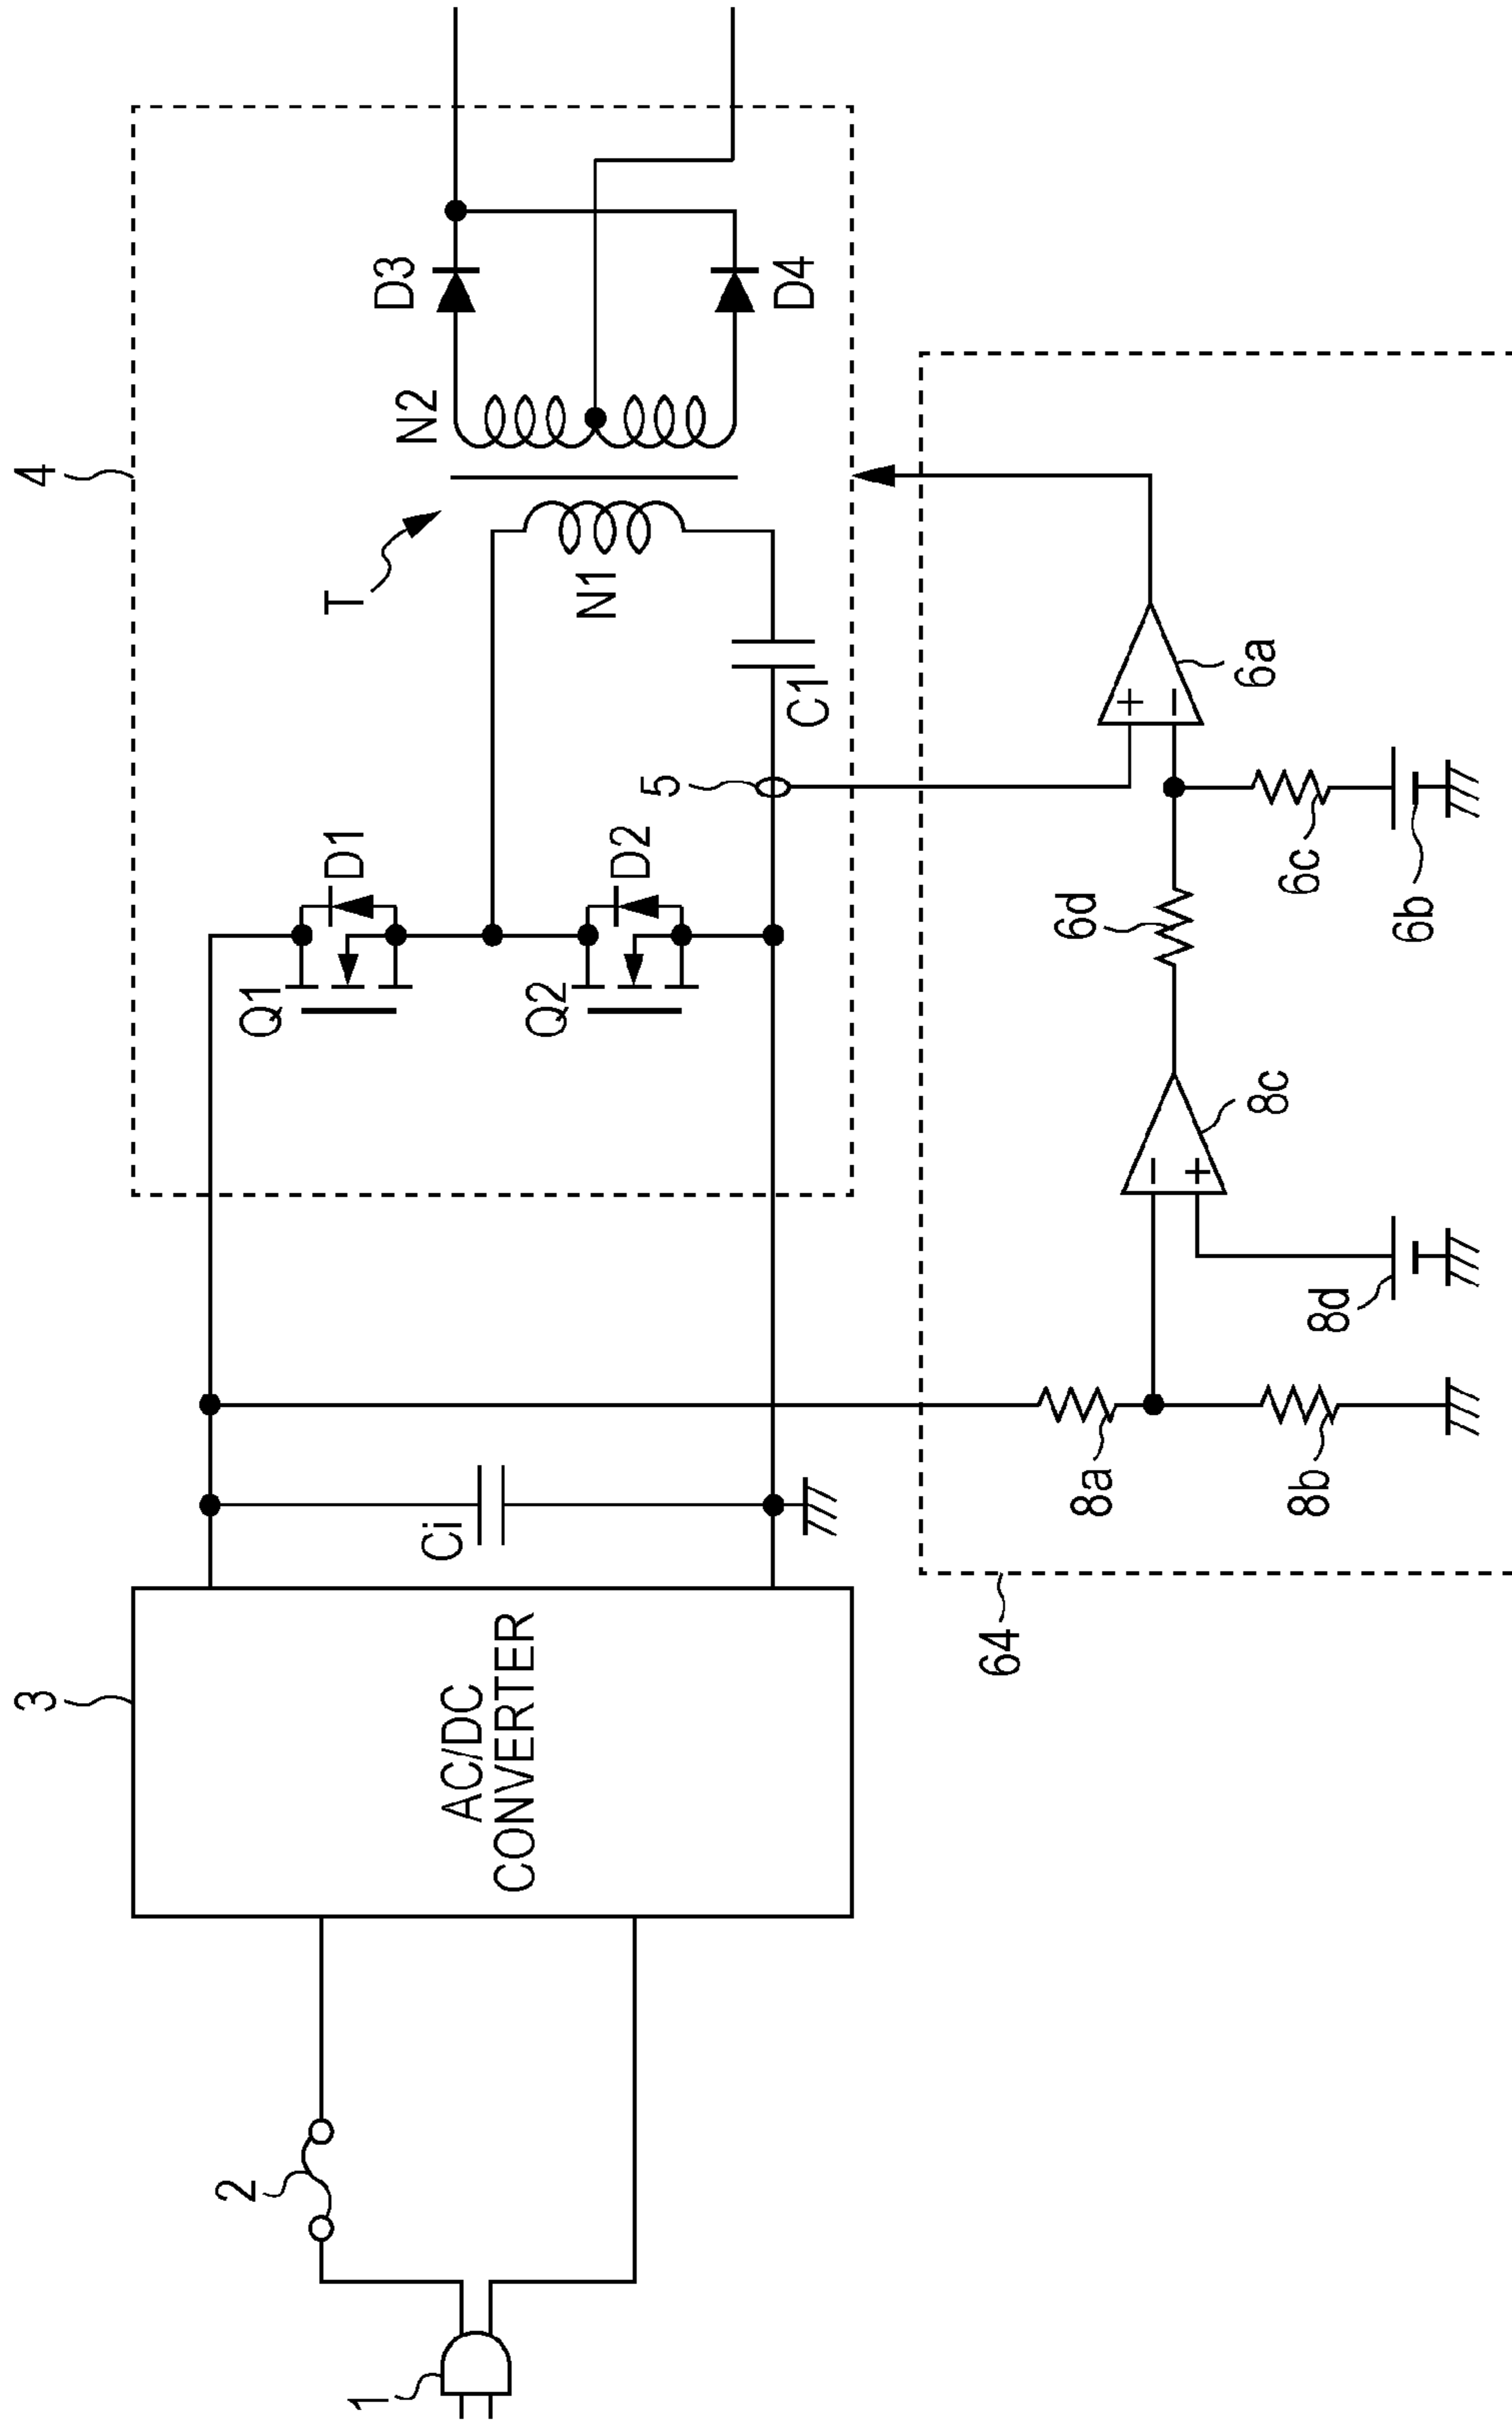 1
2
3
AC/DC
CONVERTER
Ci
4
Q1
D1
Q2
D2
5
C1
T
N1
N2
D3
D4
64
8a
8b
8c
8d
6d
6c
6b
6a
+
−
−
+